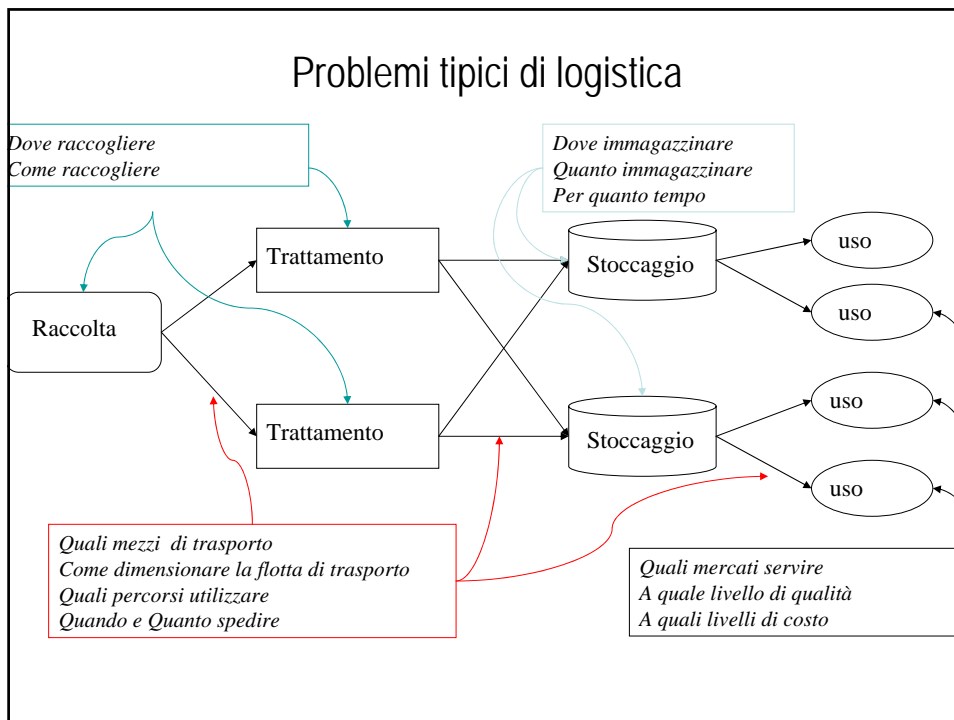 Problemi tipici di logistica
Dove raccogliere
Come raccogliere
Dove immagazzinare
Quanto immagazzinare
Per quanto tempo
Trattamento
Stoccaggio
uso
uso
Raccolta
Trattamento
Stoccaggio
uso
uso
Quali mezzi di trasporto
Come dimensionare la flotta di trasporto
Quali percorsi utilizzare
Quando e Quanto spedire
Quali mercati servire
A quale livello di qualità
A quali livelli di costo